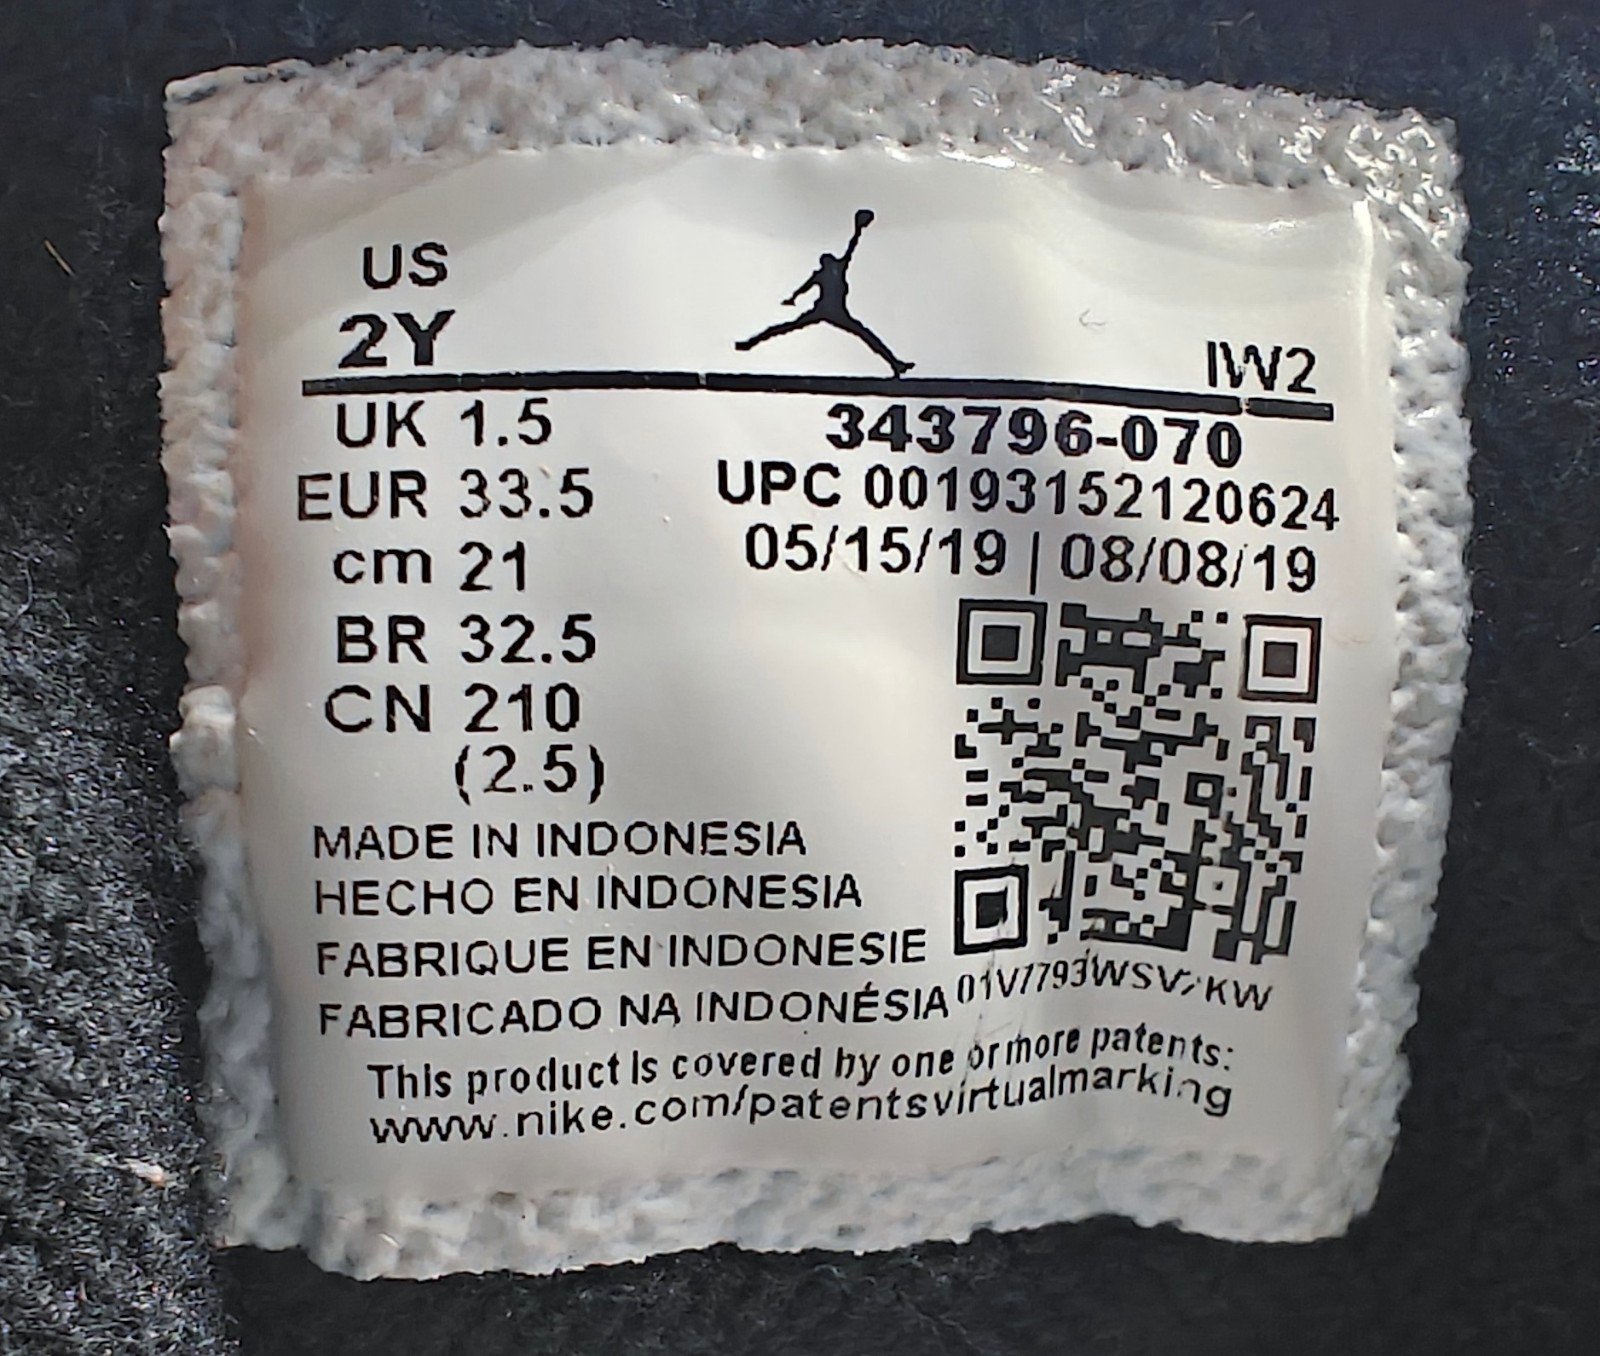 US
2Y
IW2
UK 1.5
343796-070
EUR 33.5
UPC 00193152120624
cm 21
05/15/19 | 08/08/19
BR 32.5
CN 210
(2.5)
MADE IN INDONESIA
HECHO EN INDONESIA
FABRIQUE EN INDONESIE
FABRICADO NA INDONÉSIA
This product is covered by one or more patents:
www.nike.com/patentsvirtualmarking